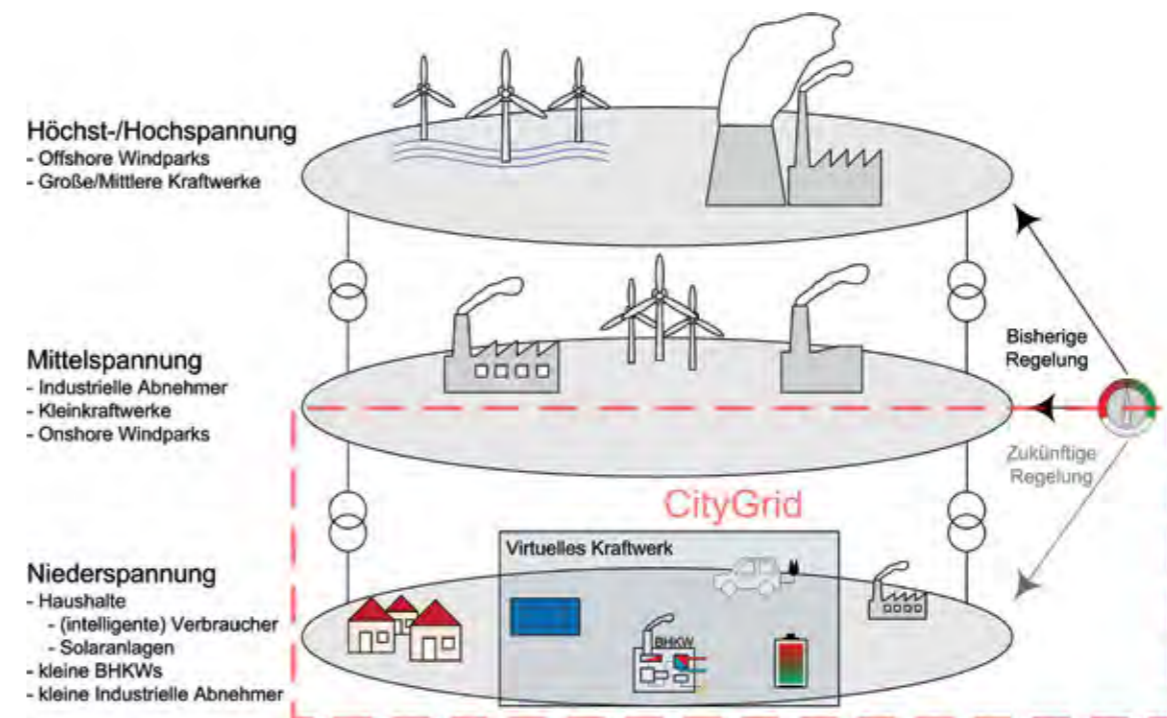 Höchst-/Hochspannung
- Offshore Windparks
- Große/Mittlere Kraftwerke
Mittelspannung
- Industrielle Abnehmer
- Kleinkraftwerke
- Onshore Windparks
Bisherige
Regelung
Zukünftige
Regelung
CityGrid
Virtuelles Kraftwerk
BHKW
Niederspannung
- Haushalte
- (intelligente) Verbraucher
- Solaranlagen
- kleine BHKWs
- kleine Industrielle Abnehmer